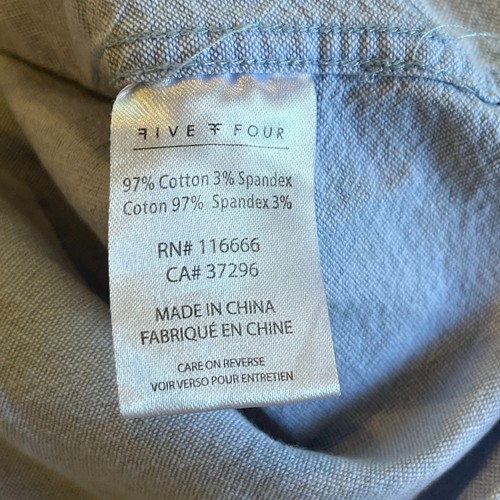 FIVE FF FOUR
97% Cotton 3% Spandex
Coton 97% Spandex 3%
RN# 116666
CA# 37296
MADE IN CHINA
FABRIQUÉ EN CHINE
CARE ON REVERSE
VOIR VERSO POUR ENTRETIEN